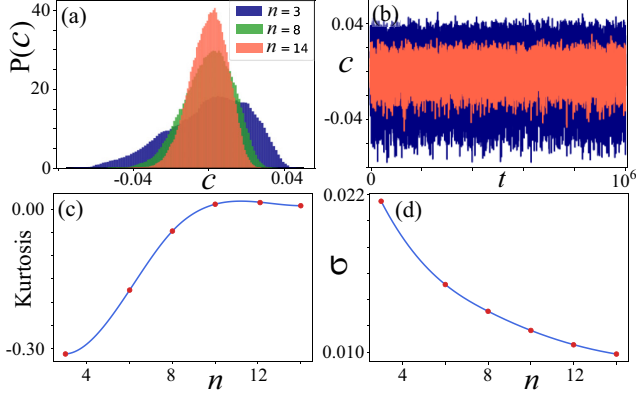 (a)
n = 3
n = 8
n = 14
P(C)
40
20
0
-0.04
C
0.04
(b)
0.04
C
-0.04
0
t
10^6
(c)
0.00
Kurtosis
-0.30
4
8
n
12
(d)
0.022
σ
0.010
4
8
n
12